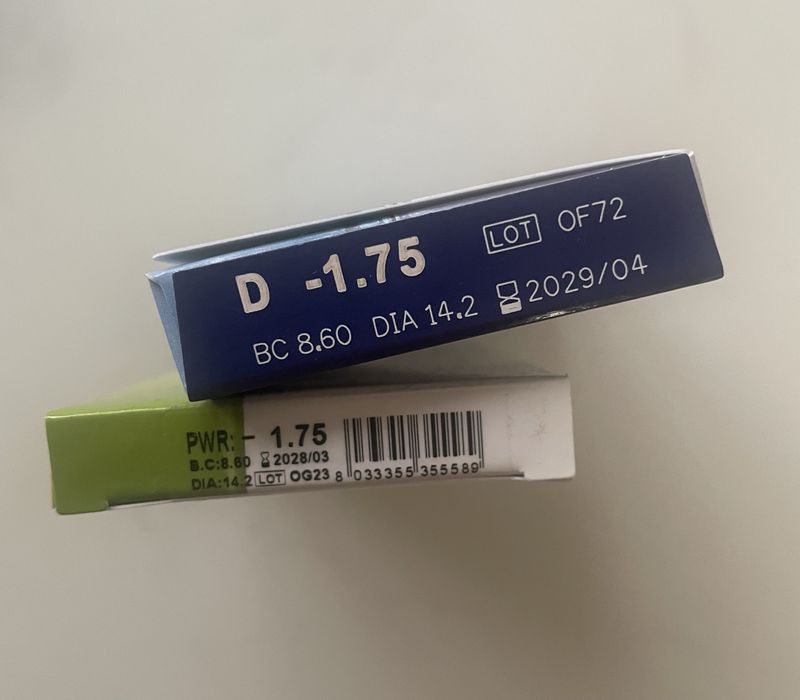 D -1.75 LOT OF72
BC 8.60 DIA 14.2 2029/04
PWR: - 1.75
B.C:8.60 2028/03
DIA:14.2 LOT OG23
8 033355 355589